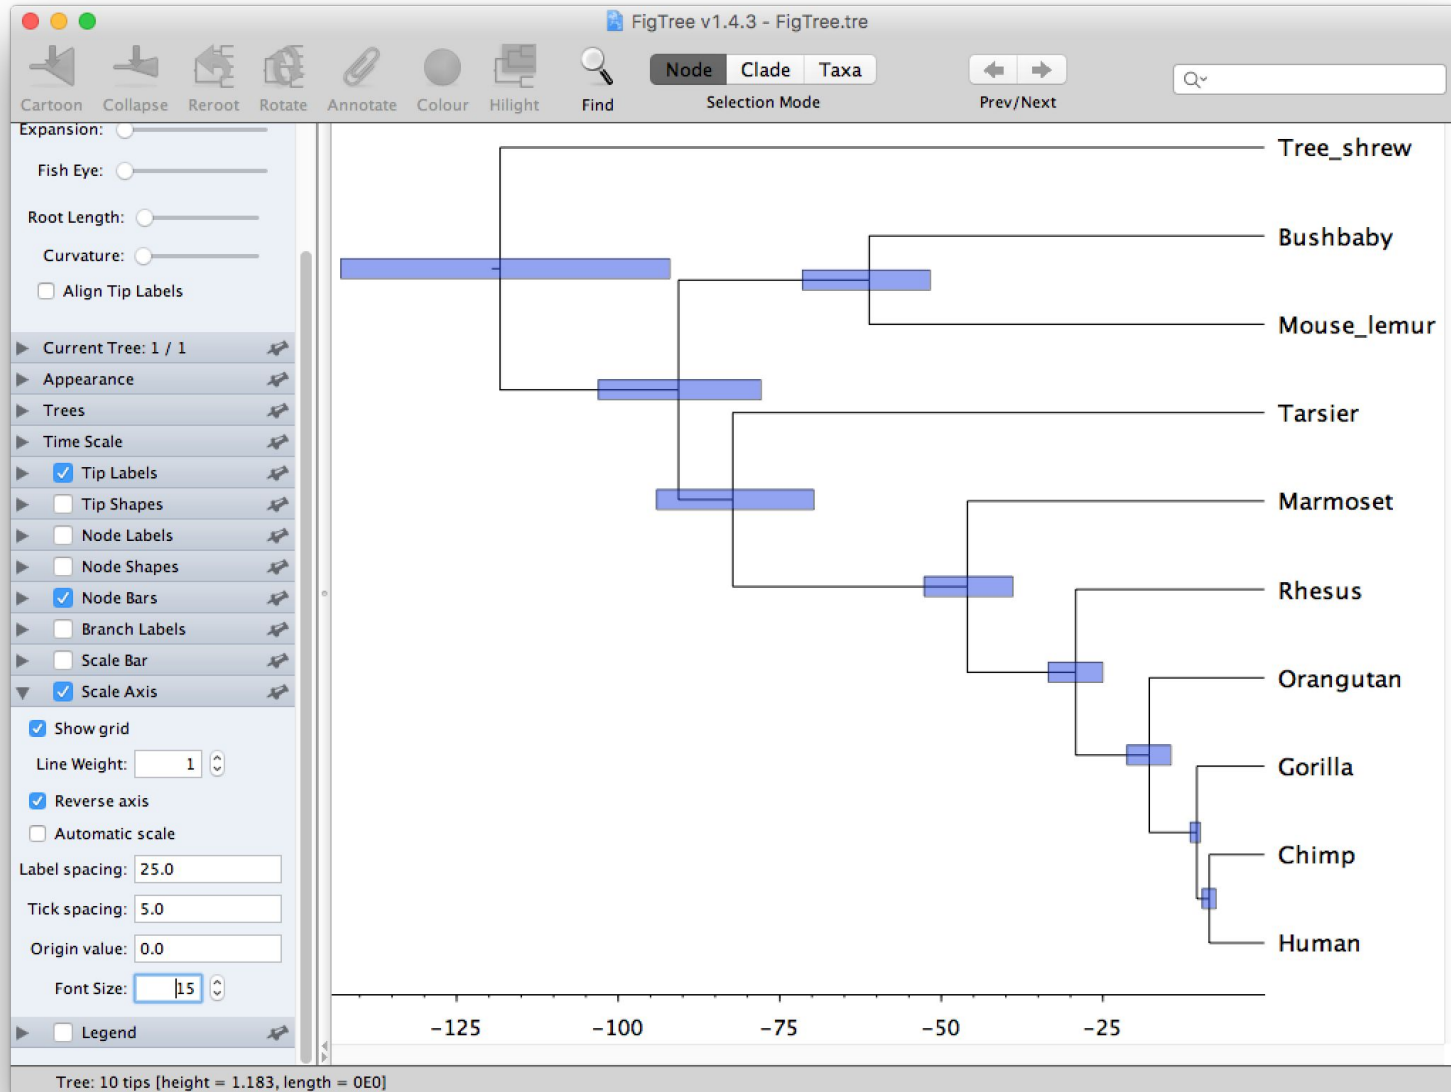 FigTree v1.4.3 - FigTree.tre
Cartoon Collapse Reroot Rotate Annotate Colour Hilight Find
Node Clade Taxa
Selection Mode
Prev/Next
Expansion:
Fish Eye:
Root Length:
Curvature:
Align Tip Labels
Current Tree: 1 / 1
Appearance
Trees
Time Scale
Tip Labels
Tip Shapes
Node Labels
Node Shapes
Node Bars
Branch Labels
Scale Bar
Scale Axis
Show grid
Line Weight: 1
Reverse axis
Automatic scale
Label spacing: 25.0
Tick spacing: 5.0
Origin value: 0.0
Font Size: 15
Legend
Tree_shrew
Bushbaby
Mouse_lemur
Tarsier
Marmoset
Rhesus
Orangutan
Gorilla
Chimp
Human
-125 -100 -75 -50 -25
Tree: 10 tips [height = 1.183, length = 0E0]